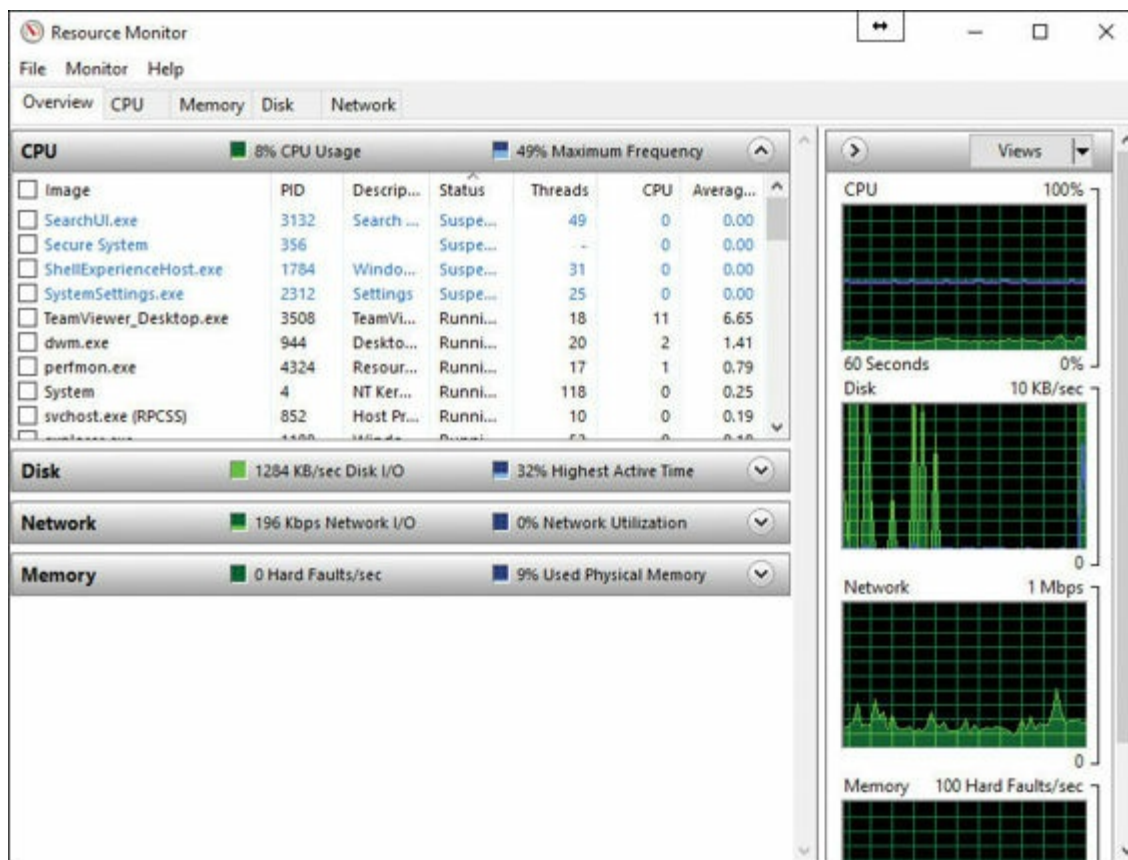 Resource Monitor
File Monitor Help
Overview CPU Memory Disk Network
CPU 8% CPU Usage 49% Maximum Frequency
Image PID Descrip... Status Threads CPU Averag...
SearchUI.exe 3132 Search ... Suspe... 49 0 0.00
Secure System 356 Suspe... - 0 0.00
ShellExperienceHost.exe 1784 Windo... Suspe... 31 0 0.00
SystemSettings.exe 2312 Settings Suspe... 25 0 0.00
TeamViewer_Desktop.exe 3508 TeamVi... Runni... 18 11 6.65
dwm.exe 944 Deskto... Runni... 20 2 1.41
perfmon.exe 4324 Resour... Runni... 17 1 0.79
System 4 NT Ker... Runni... 118 0 0.25
svchost.exe (RPCSS) 852 Host Pr... Runni... 10 0 0.19
Disk 1284 KB/sec Disk I/O 32% Highest Active Time
Network 196 Kbps Network I/O 0% Network Utilization
Memory 0 Hard Faults/sec 9% Used Physical Memory
Views
CPU 100%
60 Seconds 0%
Disk 10 KB/sec
0
Network 1 Mbps
0
Memory 100 Hard Faults/sec